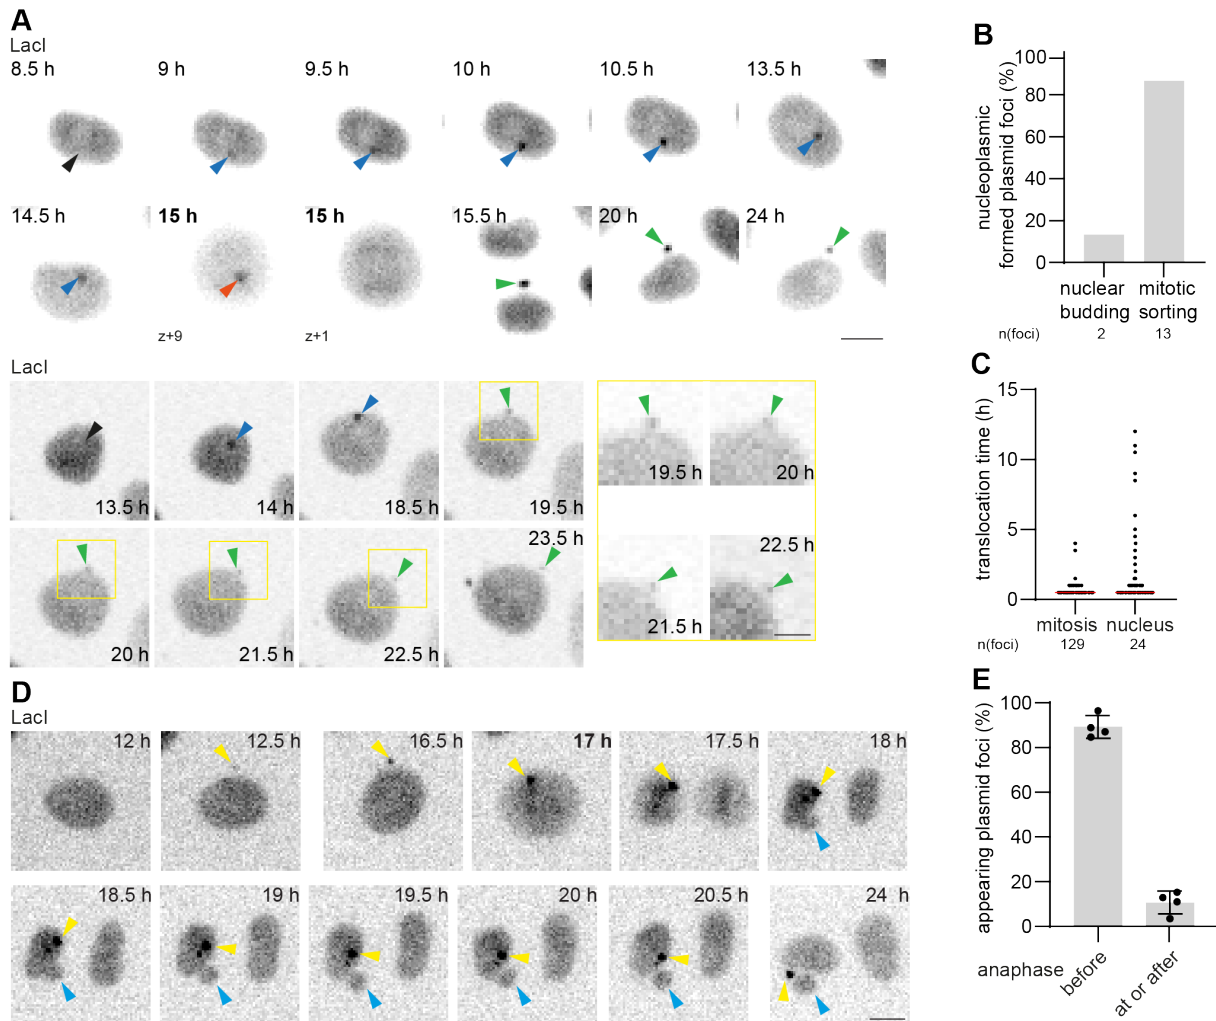 A
LacI
8.5 h 9 h 9.5 h 10 h 10.5 h 13.5 h
14.5 h 15 h 15 h 15.5 h 20 h 24 h
z+9 z+1
LacI
13.5 h 14 h 18.5 h 19.5 h
19.5 h 20 h
20 h 21.5 h 22.5 h 23.5 h
21.5 h 22.5 h
B
nucleoplasmic
formed plasmid foci (%)
100
80
60
40
20
0
nuclear budding
mitotic sorting
n(foci) 2 13
C
translocation time (h)
15
10
5
0
mitosis nucleus
n(foci) 129 24
D
LacI
12 h 12.5 h 16.5 h 17 h 17.5 h 18 h
18.5 h 19 h 19.5 h 20 h 20.5 h 24 h
E
appearing plasmid foci (%)
100
80
60
40
20
0
anaphase before at or after